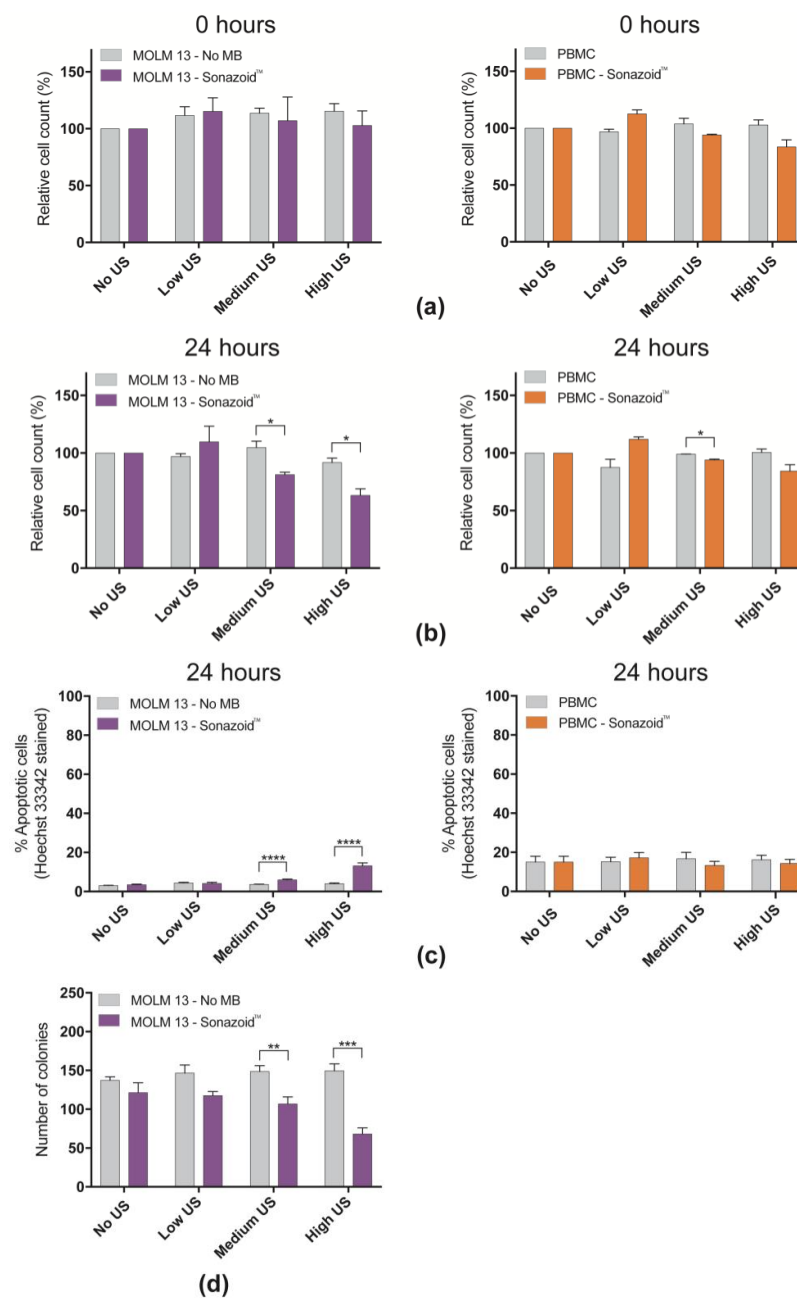 0 hours
MOLM 13 - No MB
MOLM 13 - Sonazoid™
Relative cell count (%)
150
100
50
0
No US
Low US
Medium US
High US
0 hours
PBMC
PBMC - Sonazoid™
Relative cell count (%)
150
100
50
0
No US
Low US
Medium US
High US
(a)
24 hours
MOLM 13 - No MB
MOLM 13 - Sonazoid™
Relative cell count (%)
150
100
50
0
*
*
No US
Low US
Medium US
High US
24 hours
PBMC
PBMC - Sonazoid™
Relative cell count (%)
150
100
50
0
*
No US
Low US
Medium US
High US
(b)
24 hours
MOLM 13 - No MB
MOLM 13 - Sonazoid™
% Apoptotic cells
(Hoechst 33342 stained)
100
80
60
40
20
0
****
****
No US
Low US
Medium US
High US
24 hours
PBMC
PBMC - Sonazoid™
% Apoptotic cells
(Hoechst 33342 stained)
100
80
60
40
20
0
No US
Low US
Medium US
High US
(c)
MOLM 13 - No MB
MOLM 13 - Sonazoid™
Number of colonies
250
200
150
100
50
0
**
***
No US
Low US
Medium US
High US
(d)